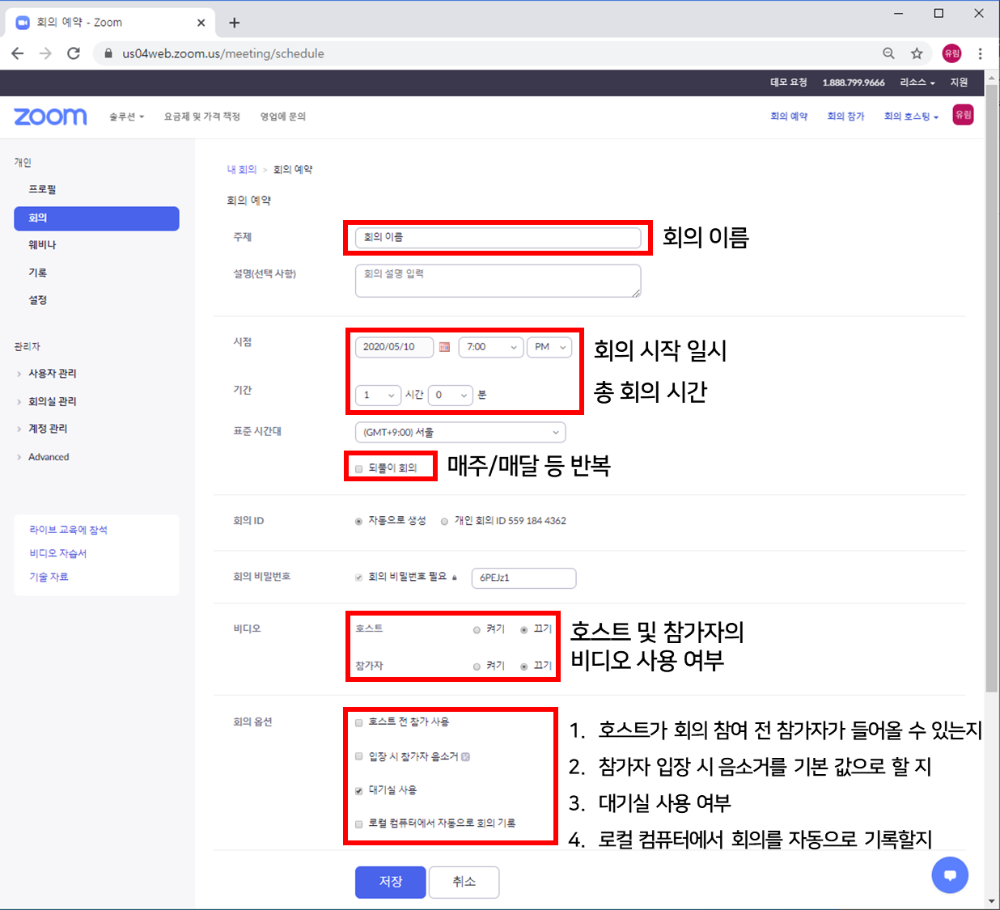 회의 예약 - Zoom
us04web.zoom.us/meeting/schedule
유림
데모 요청 1.888.799.9666 리소스 지원
zoom 솔루션 요금제 및 가격 책정 영업에 문의 회의 예약 회의 참가 회의 호스팅 유림
개인
프로필
회의
웨비나
기록
설정
관리자
사용자 관리
회의실 관리
계정 관리
Advanced
라이브 교육에 참석
비디오 자습서
기술 자료
내 회의 > 회의 예약
회의 예약
주제 회의 이름 회의 이름
설명(선택 사항) 회의 설명 입력
시점 2020/05/10 7:00 PM 회의 시작 일시
기간 1 시간 0 분 총 회의 시간
표준 시간대 (GMT+9:00) 서울
되풀이 회의 매주/매달 등 반복
회의 ID 자동으로 생성 개인 회의 ID 559 184 4362
회의 비밀번호 회의 비밀번호 필요 6PEJz1
비디오 호스트 켜기 끄기 호스트 및 참가자의
참가자 켜기 끄기 비디오 사용 여부
회의 옵션 호스트 전 참가 사용 1. 호스트가 회의 참여 전 참가자가 들어올 수 있는지
입장 시 참가자 음소거 2. 참가자 입장 시 음소거를 기본 값으로 할 지
대기실 사용 3. 대기실 사용 여부
로컬 컴퓨터에서 자동으로 회의 기록 4. 로컬 컴퓨터에서 회의를 자동으로 기록할지
저장 취소